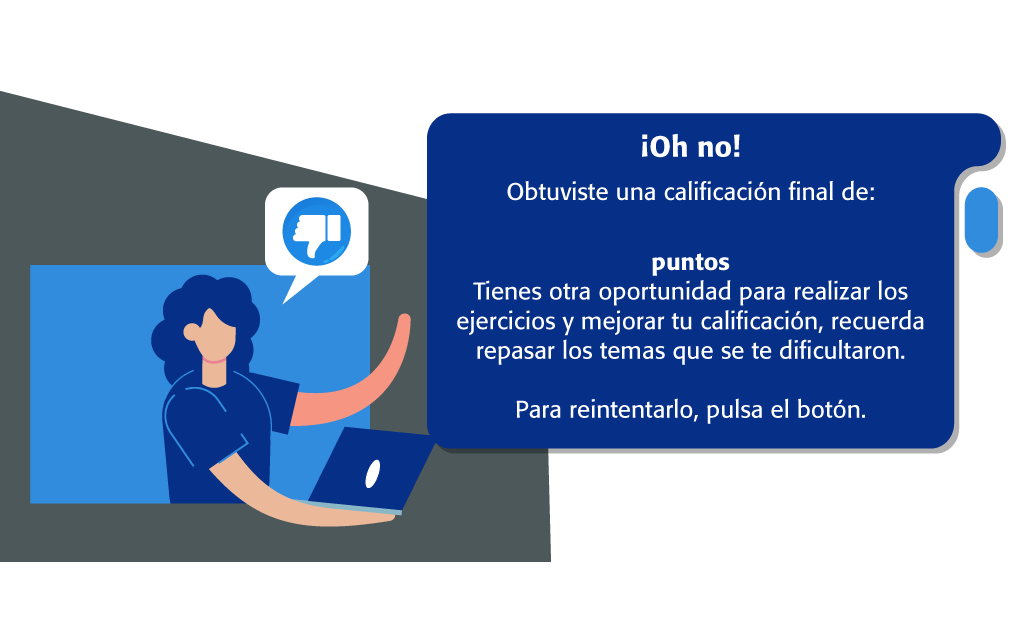 ¡Oh no!
Obtuviste una calificación final de:
puntos
Tienes otra oportunidad para realizar los
ejercicios y mejorar tu calificación, recuerda
repasar los temas que se te dificultaron.
Para reintentarlo, pulsa el botón.